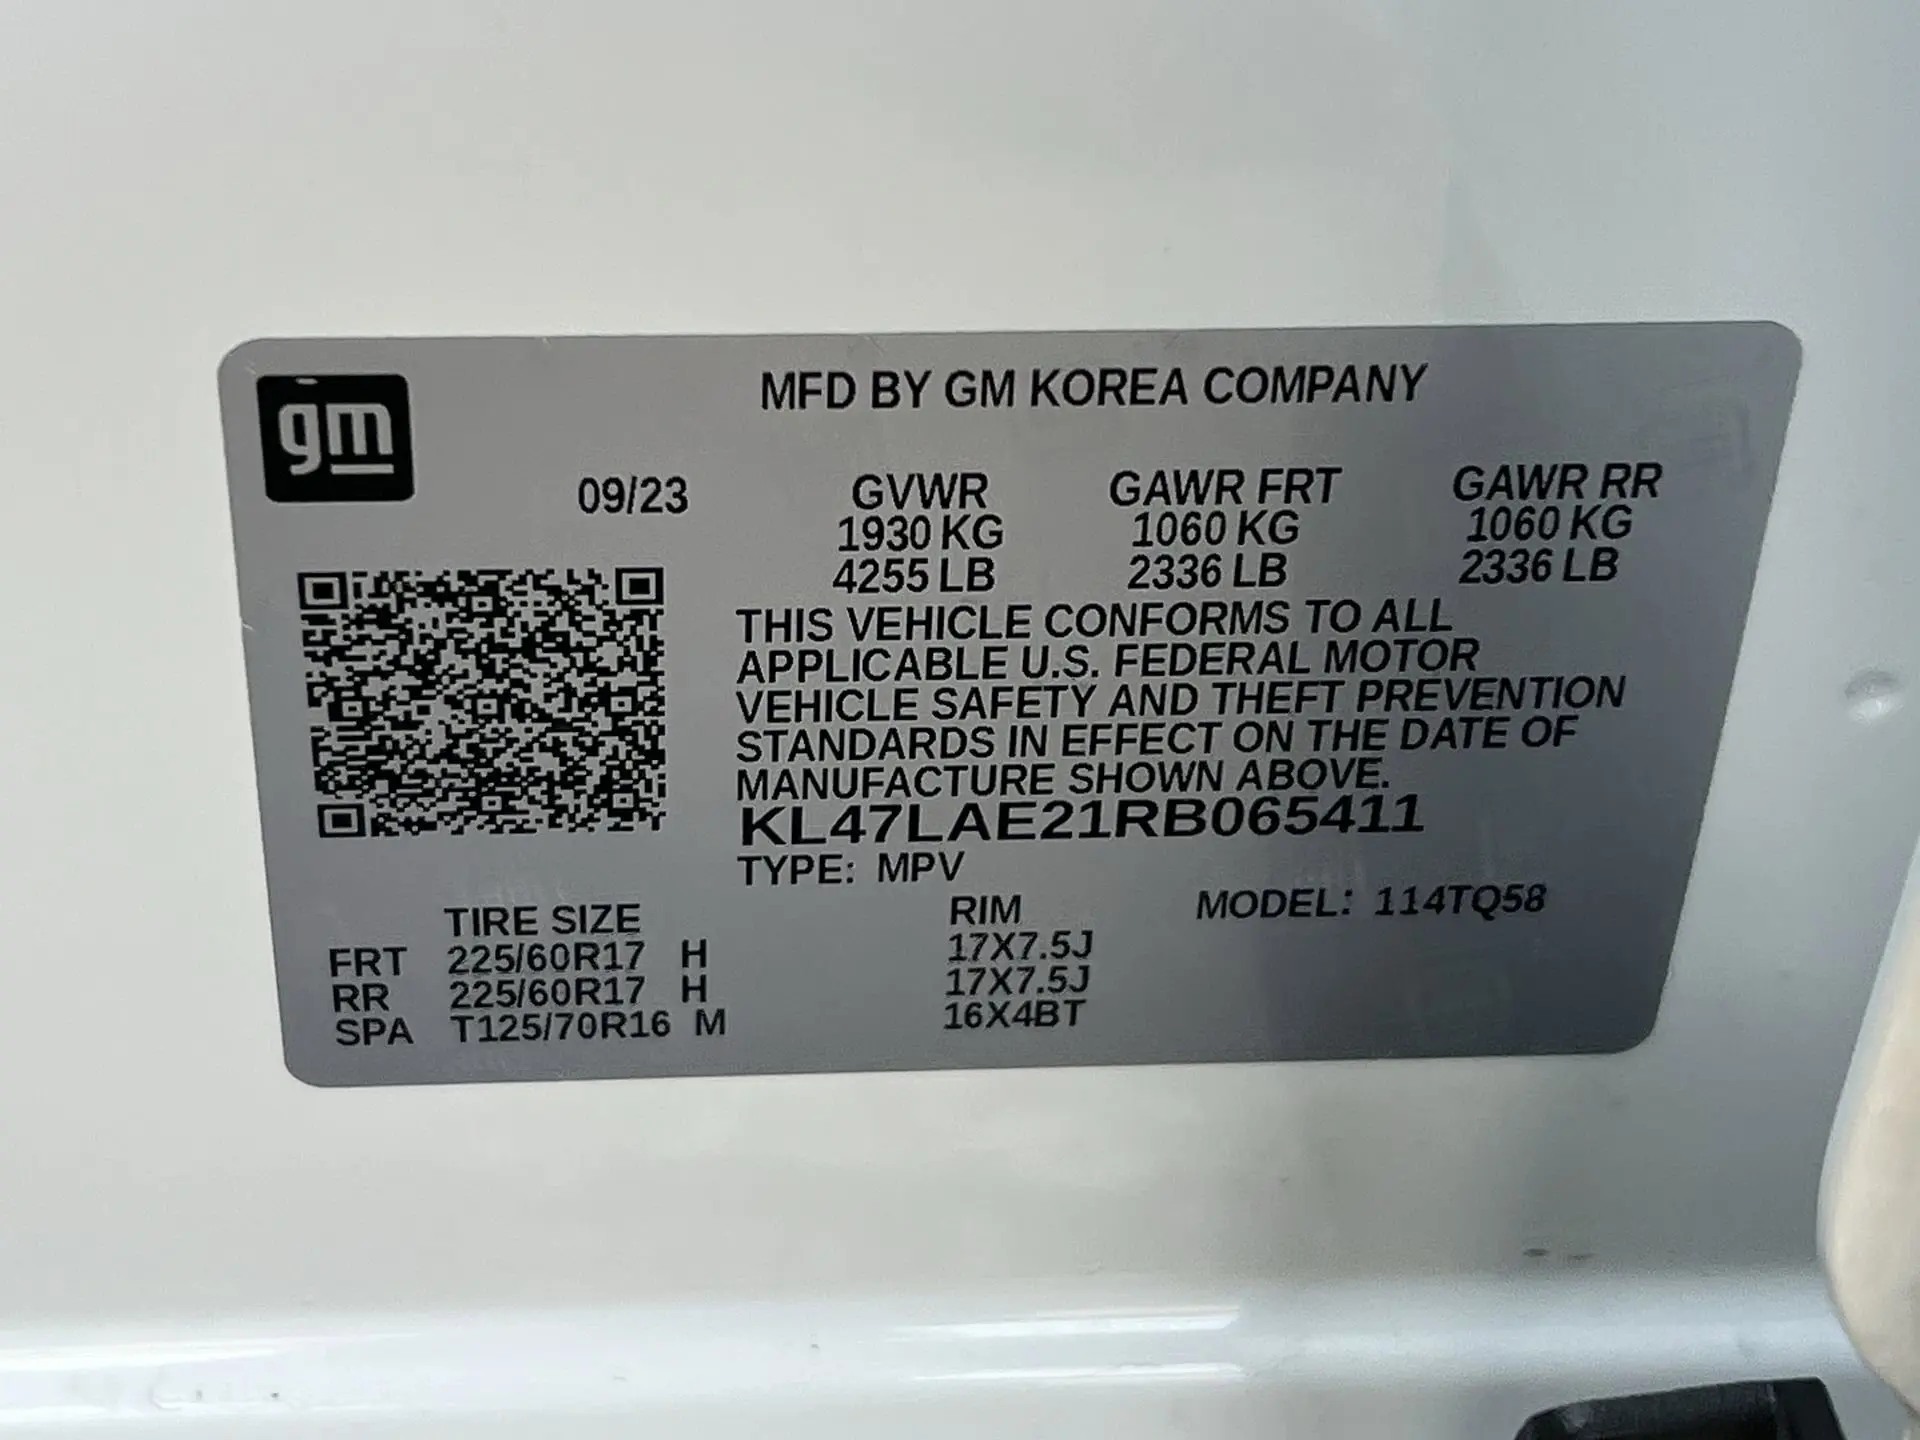 gm
MFD BY GM KOREA COMPANY
09/23
GVWR GAWR FRT GAWR RR
1930 KG 1060 KG 1060 KG
4255 LB 2336 LB 2336 LB
THIS VEHICLE CONFORMS TO ALL
APPLICABLE U.S. FEDERAL MOTOR
VEHICLE SAFETY AND THEFT PREVENTION
STANDARDS IN EFFECT ON THE DATE OF
MANUFACTURE SHOWN ABOVE.
KL47LAE21RB065411
TYPE: MPV
TIRE SIZE RIM MODEL: 114TQ58
FRT 225/60R17 H 17X7.5J
RR 225/60R17 H 17X7.5J
SPA T125/70R16 M 16X4BT